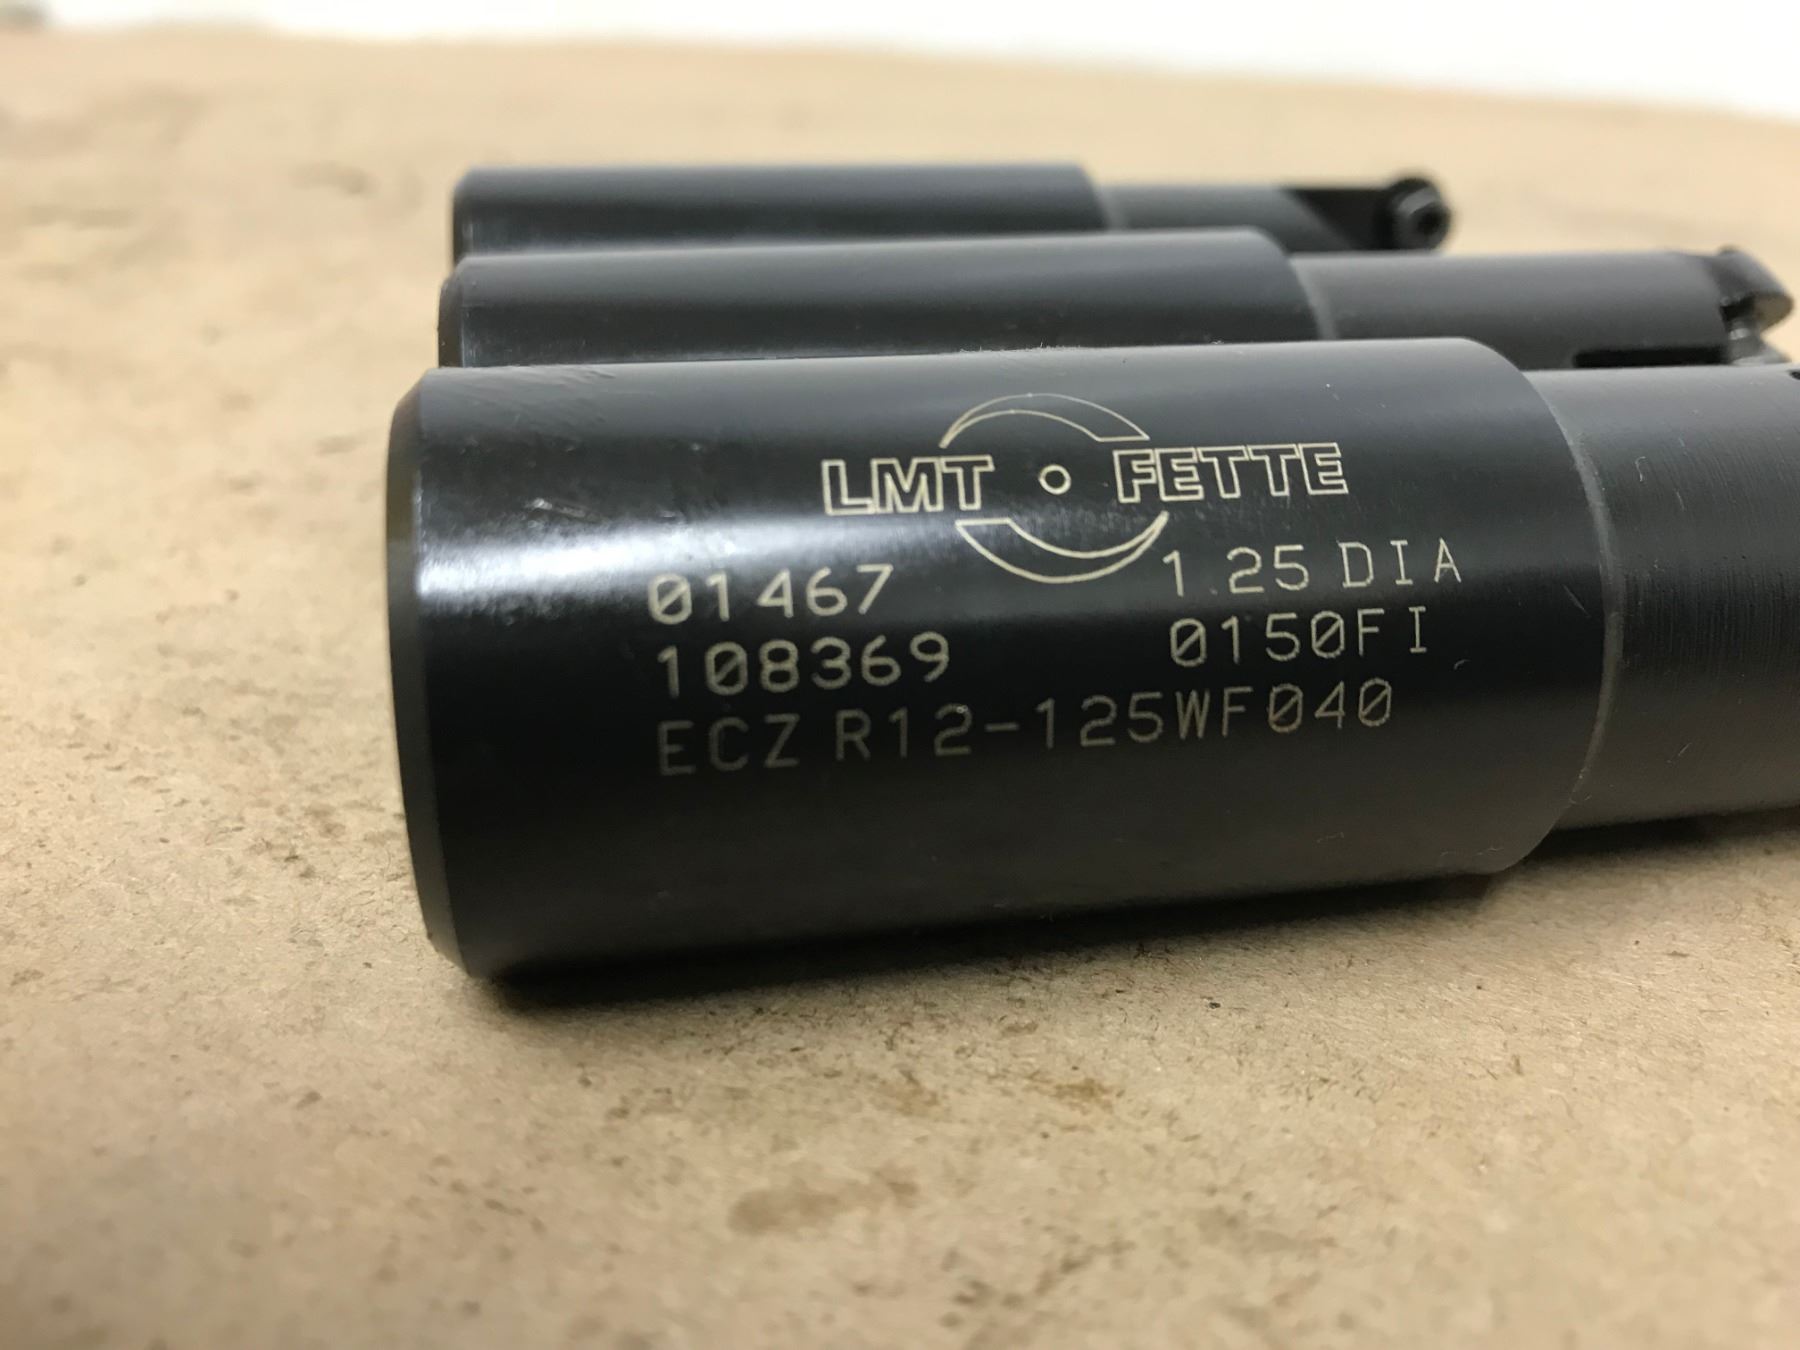 LMT FETTE
01467 1.25 DIA
108369 0150FI
ECZ R12-125WF040